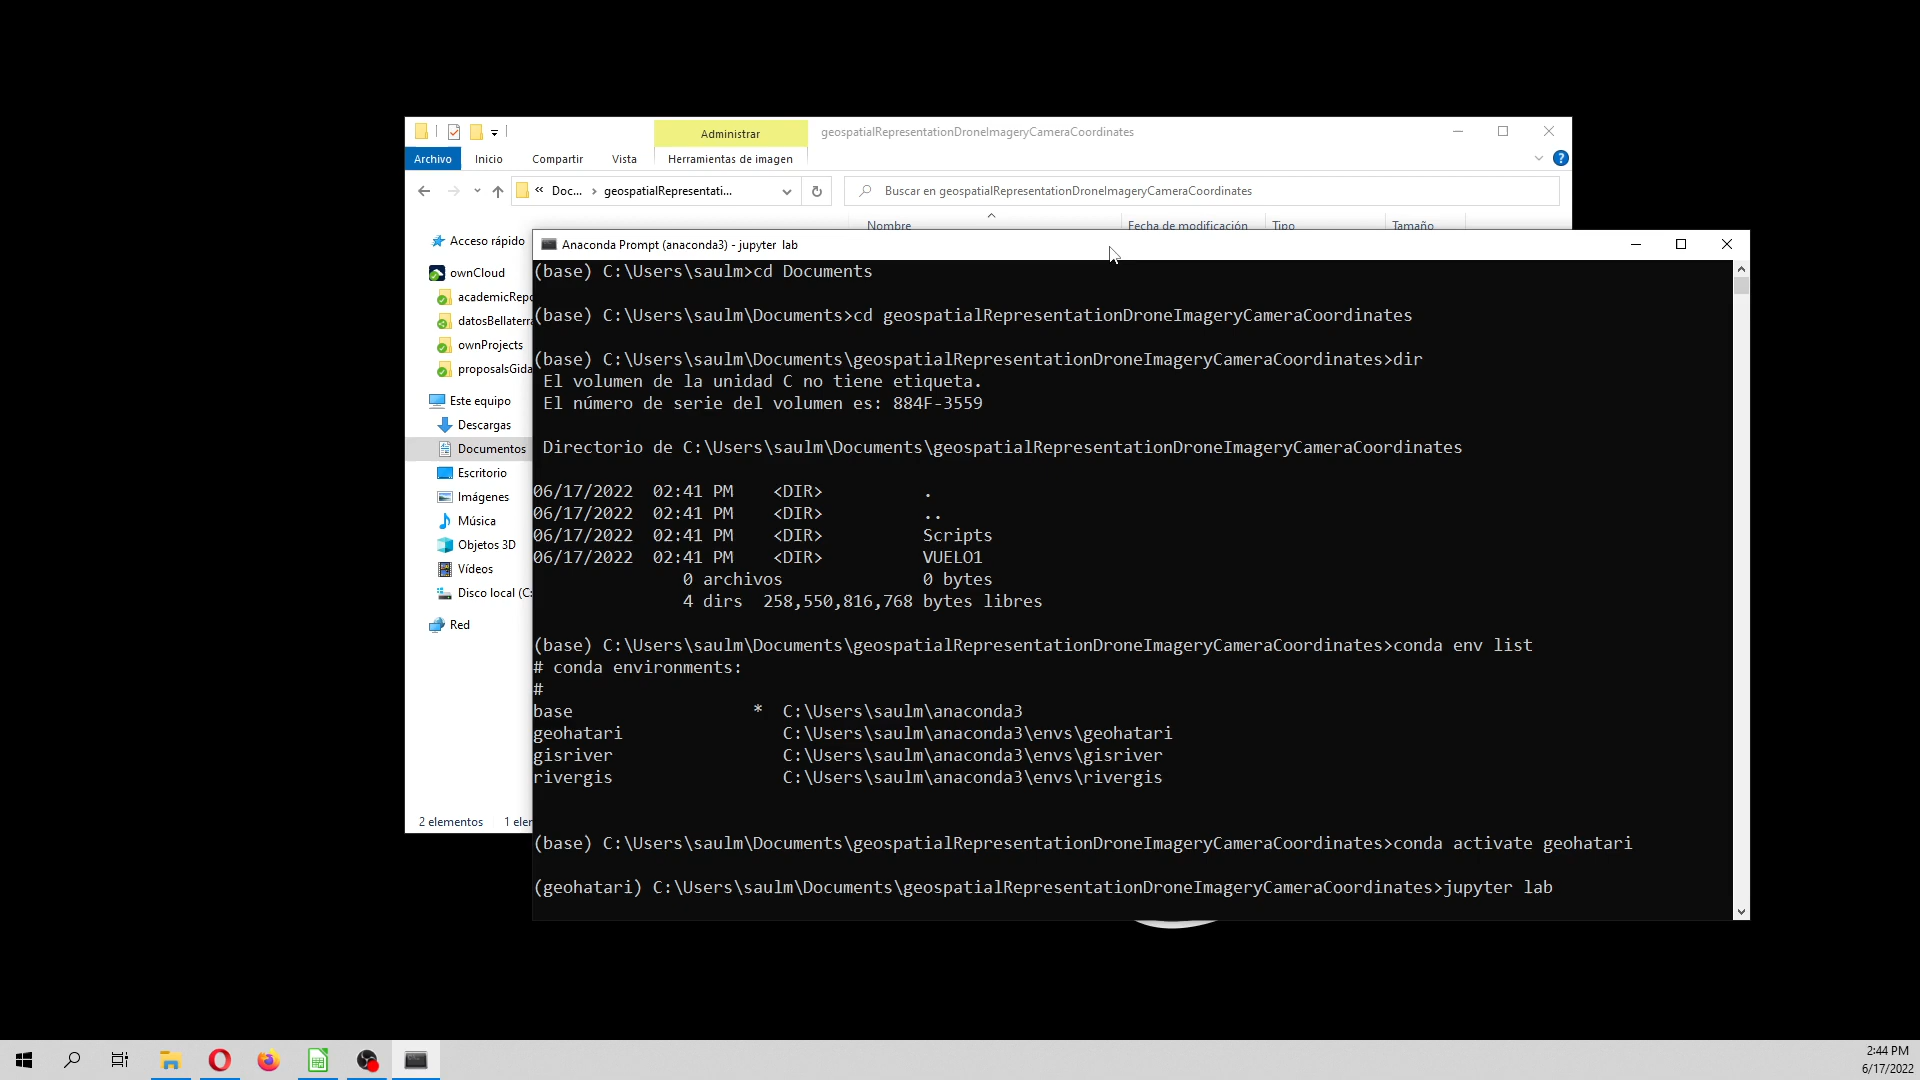 Administrar
geospatialRepresentationDroneImageryCameraCoordinates
Archivo
Inicio
Compartir
Vista
Herramientas de imagen
« Doc... › geospatialRepresentati...
Buscar en geospatialRepresentationDroneImageryCameraCoordinates
Nombre
Fecha de modificación
Tipo
Tamaño
Acceso rápido
ownCloud
academicRepo
datosBellaterra
ownProjects
proposalsGida
Este equipo
Descargas
Documentos
Escritorio
Imágenes
Música
Objetos 3D
Vídeos
Disco local (C:
Red
2 elementos
1 eler
Anaconda Prompt (anaconda3) - jupyter lab
(base) C:\Users\saulm>cd Documents
(base) C:\Users\saulm\Documents>cd geospatialRepresentationDroneImageryCameraCoordinates
(base) C:\Users\saulm\Documents\geospatialRepresentationDroneImageryCameraCoordinates>dir
El volumen de la unidad C no tiene etiqueta.
El número de serie del volumen es: 884F-3559
Directorio de C:\Users\saulm\Documents\geospatialRepresentationDroneImageryCameraCoordinates
06/17/2022 02:41 PM <DIR> .
06/17/2022 02:41 PM <DIR> ..
06/17/2022 02:41 PM <DIR> Scripts
06/17/2022 02:41 PM <DIR> VUELO1
0 archivos 0 bytes
4 dirs 258,550,816,768 bytes libres
(base) C:\Users\saulm\Documents\geospatialRepresentationDroneImageryCameraCoordinates>conda env list
# conda environments:
#
base * C:\Users\saulm\anaconda3
geohatari C:\Users\saulm\anaconda3\envs\geohatari
gisriver C:\Users\saulm\anaconda3\envs\gisriver
rivergis C:\Users\saulm\anaconda3\envs\rivergis
(base) C:\Users\saulm\Documents\geospatialRepresentationDroneImageryCameraCoordinates>conda activate geohatari
(geohatari) C:\Users\saulm\Documents\geospatialRepresentationDroneImageryCameraCoordinates>jupyter lab
2:44 PM
6/17/2022